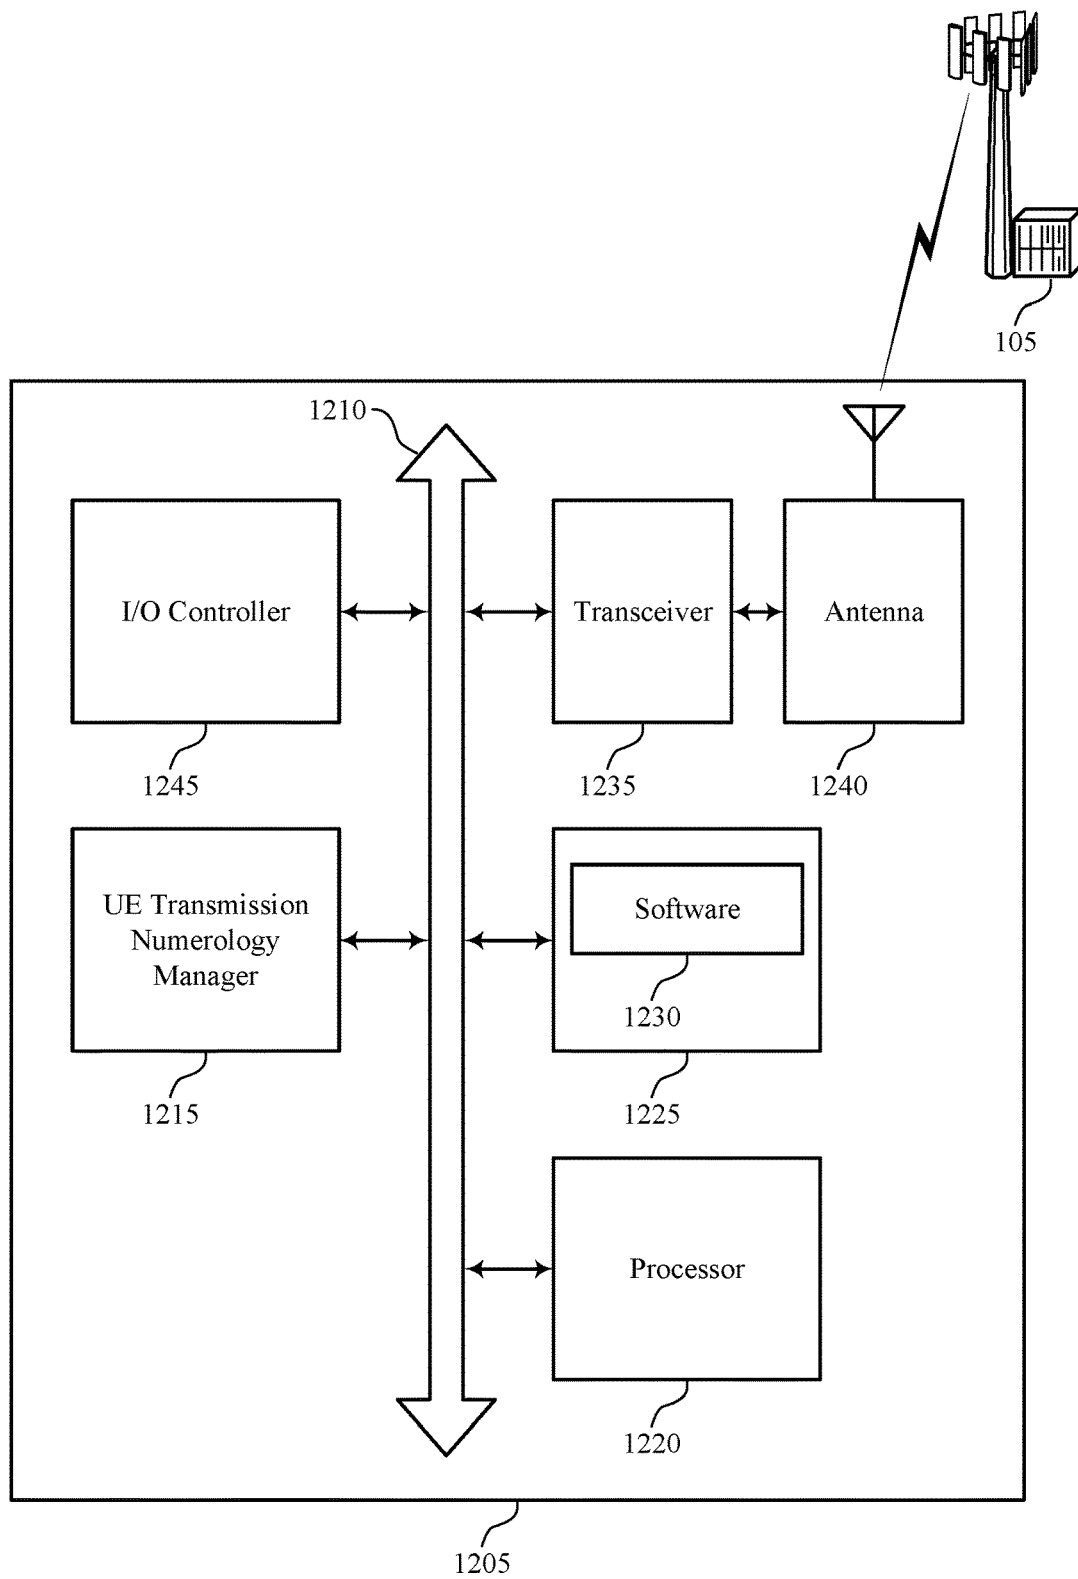 105
1210
I/O Controller
Transceiver
Antenna
1245
1235
1240
UE Transmission
Numerology
Manager
Software
1230
1215
1225
Processor
1220
1205